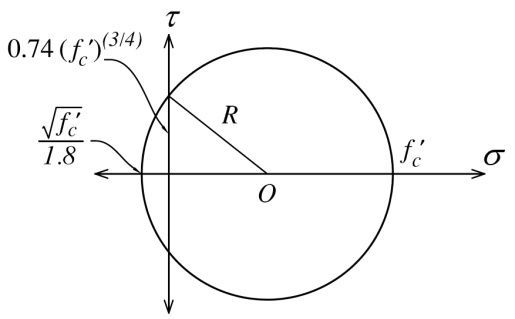 τ
0.74 (f_c′)^(3/4)
R
√f_c′
1.8
f_c′
σ
O